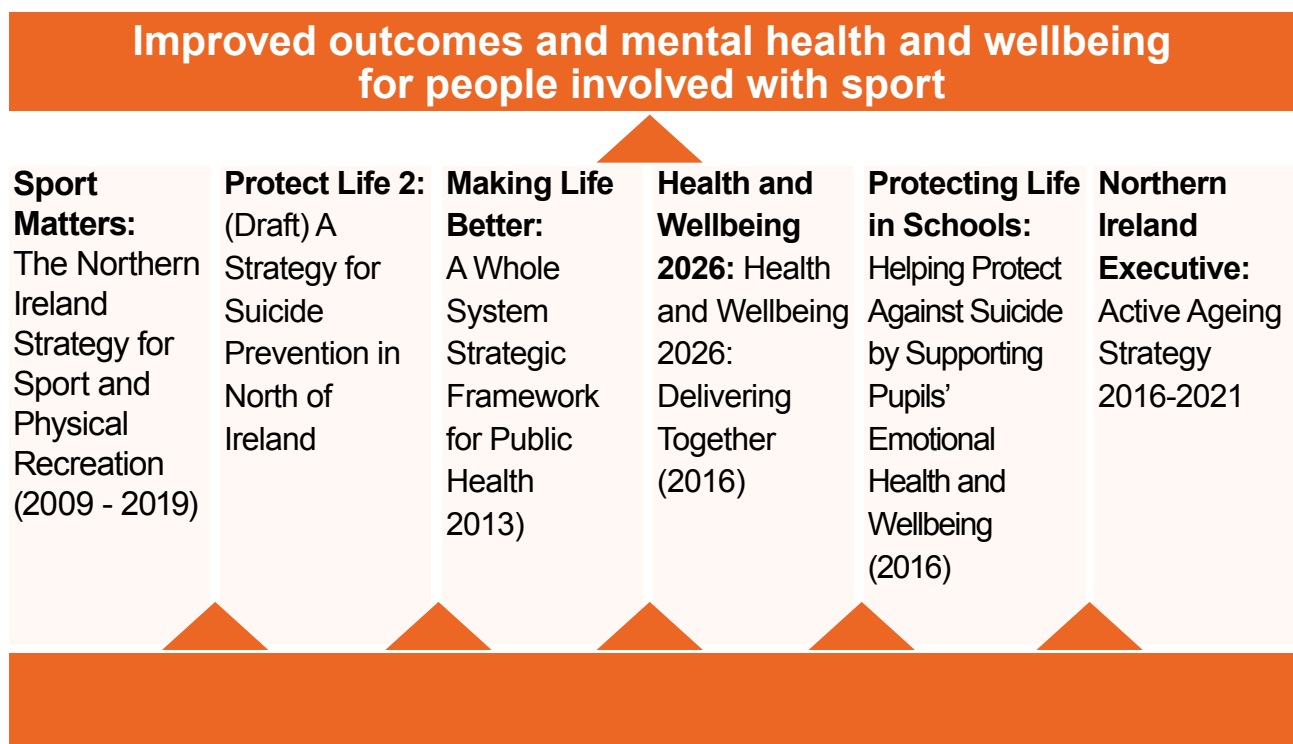 Improved outcomes and mental health and wellbeing
for people involved with sport
Sport
Matters:
The Northern
Ireland
Strategy for
Sport and
Physical
Recreation
(2009 - 2019)
Protect Life 2:
(Draft) A
Strategy for
Suicide
Prevention in
North of
Ireland
Making Life
Better:
A Whole
System
Strategic
Framework
for Public
Health
2013)
Health and
Wellbeing
2026: Health
and Wellbeing
2026:
Delivering
Together
(2016)
Protecting Life
in Schools:
Helping Protect
Against Suicide
by Supporting
Pupils’
Emotional
Health and
Wellbeing
(2016)
Northern
Ireland
Executive:
Active Ageing
Strategy
2016-2021